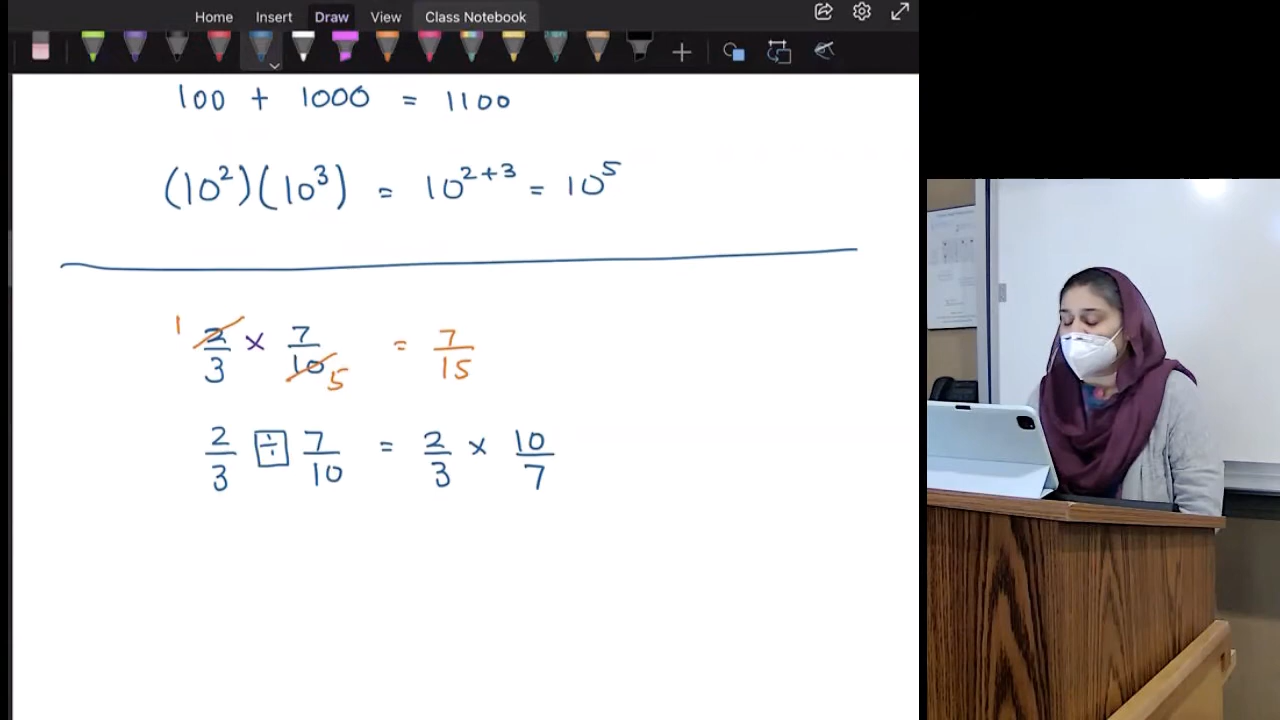 Home Insert Draw View Class Notebook
100 + 1000 = 1100
(10²)(10³) = 10²⁺³ = 10⁵
1 2/3 × 7/10 5 = 7/15
2/3 ÷ 7/10 = 2/3 × 10/7